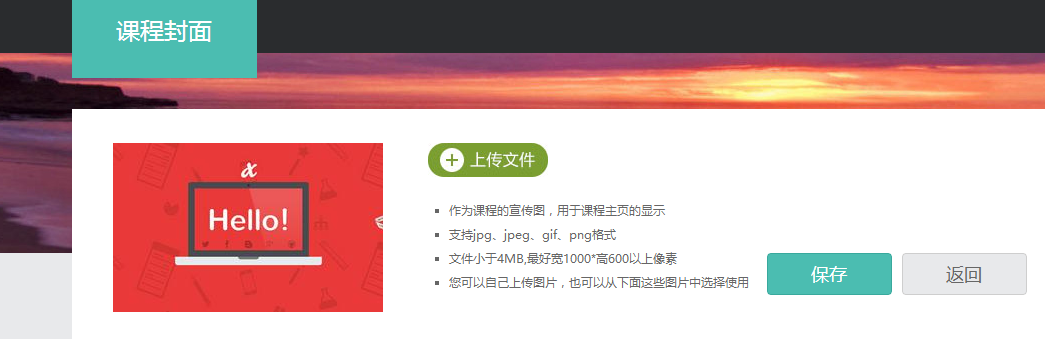 课程封面
上传文件
Hello!
作为课程的宣传图，用于课程主页的显示
支持jpg、jpeg、gif、png格式
文件小于4MB,最好宽1000*高600以上像素
您可以自己上传图片，也可以从下面这些图片中选择使用
保存
返回